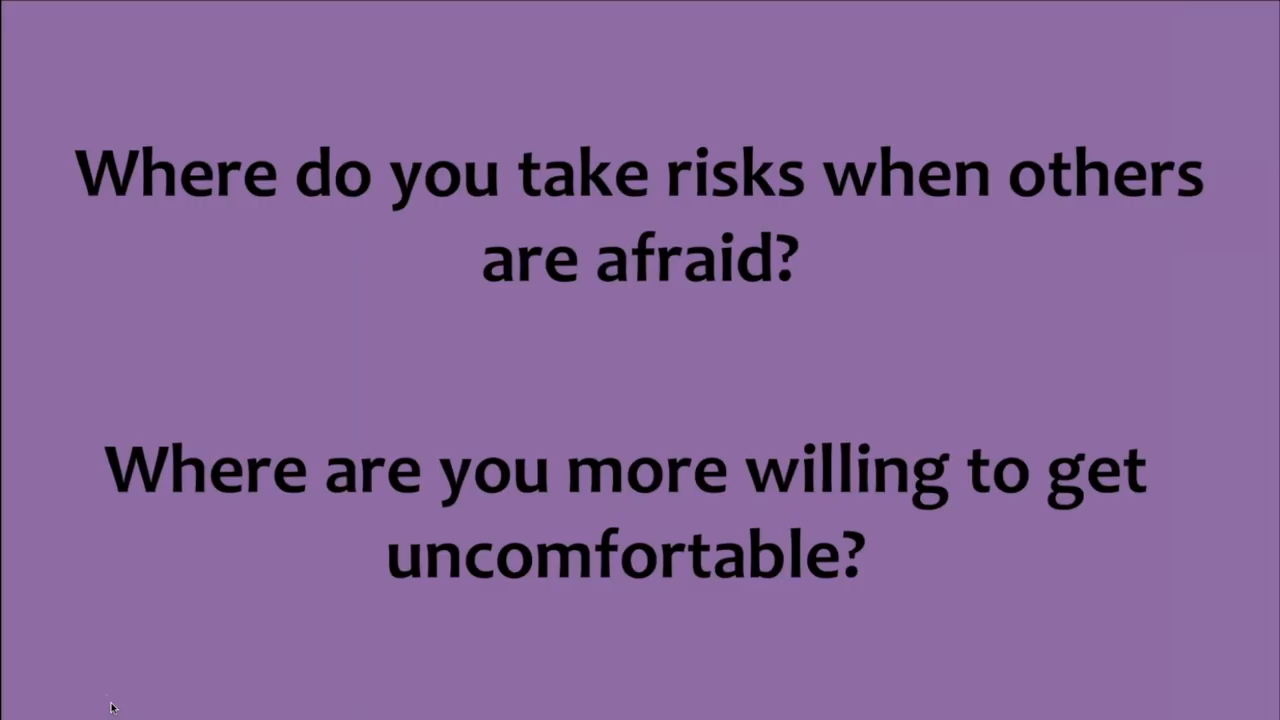 Where do you take risks when others
are afraid?
Where are you more willing to get
uncomfortable?